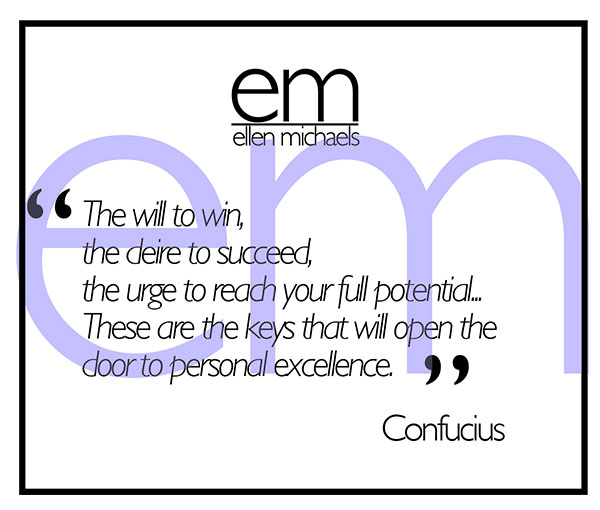 em
ellen michaels
em
“ The will to win,
the deire to succeed,
the urge to reach your full potential...
These are the keys that will open the
door to personal excellence. ”
Confucius